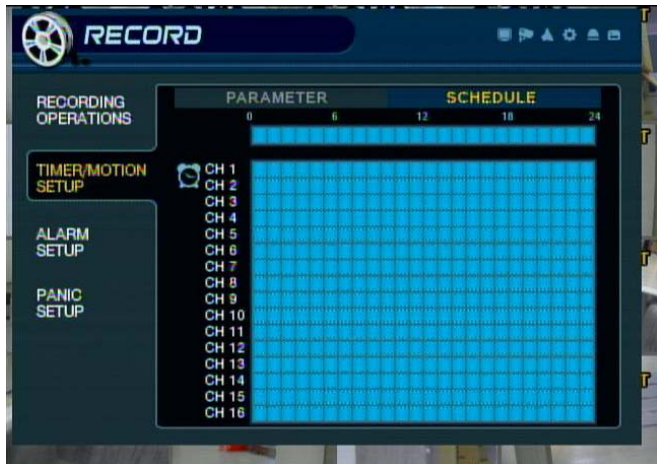 RECORD
PARAMETER
SCHEDULE
0 6 12 18 24
RECORDING
OPERATIONS
TIMER/MOTION
SETUP
ALARM
SETUP
PANIC
SETUP
CH 1
CH 2
CH 3
CH 4
CH 5
CH 6
CH 7
CH 8
CH 9
CH 10
CH 11
CH 12
CH 13
CH 14
CH 15
CH 16
T
T
T
T